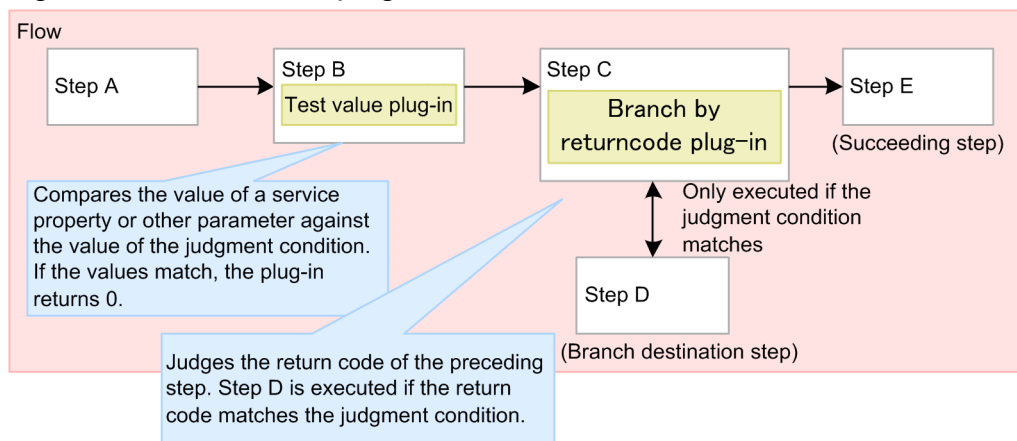 Flow
Step A
Step B
Test value plug-in
Step C
Branch by
returncode plug-in
Step E
(Succeeding step)
Compares the value of a service
property or other parameter against
the value of the judgment condition.
If the values match, the plug-in
returns 0.
Only executed if the
judgment condition
matches
Step D
(Branch destination step)
Judges the return code of the preceding
step. Step D is executed if the return
code matches the judgment condition.